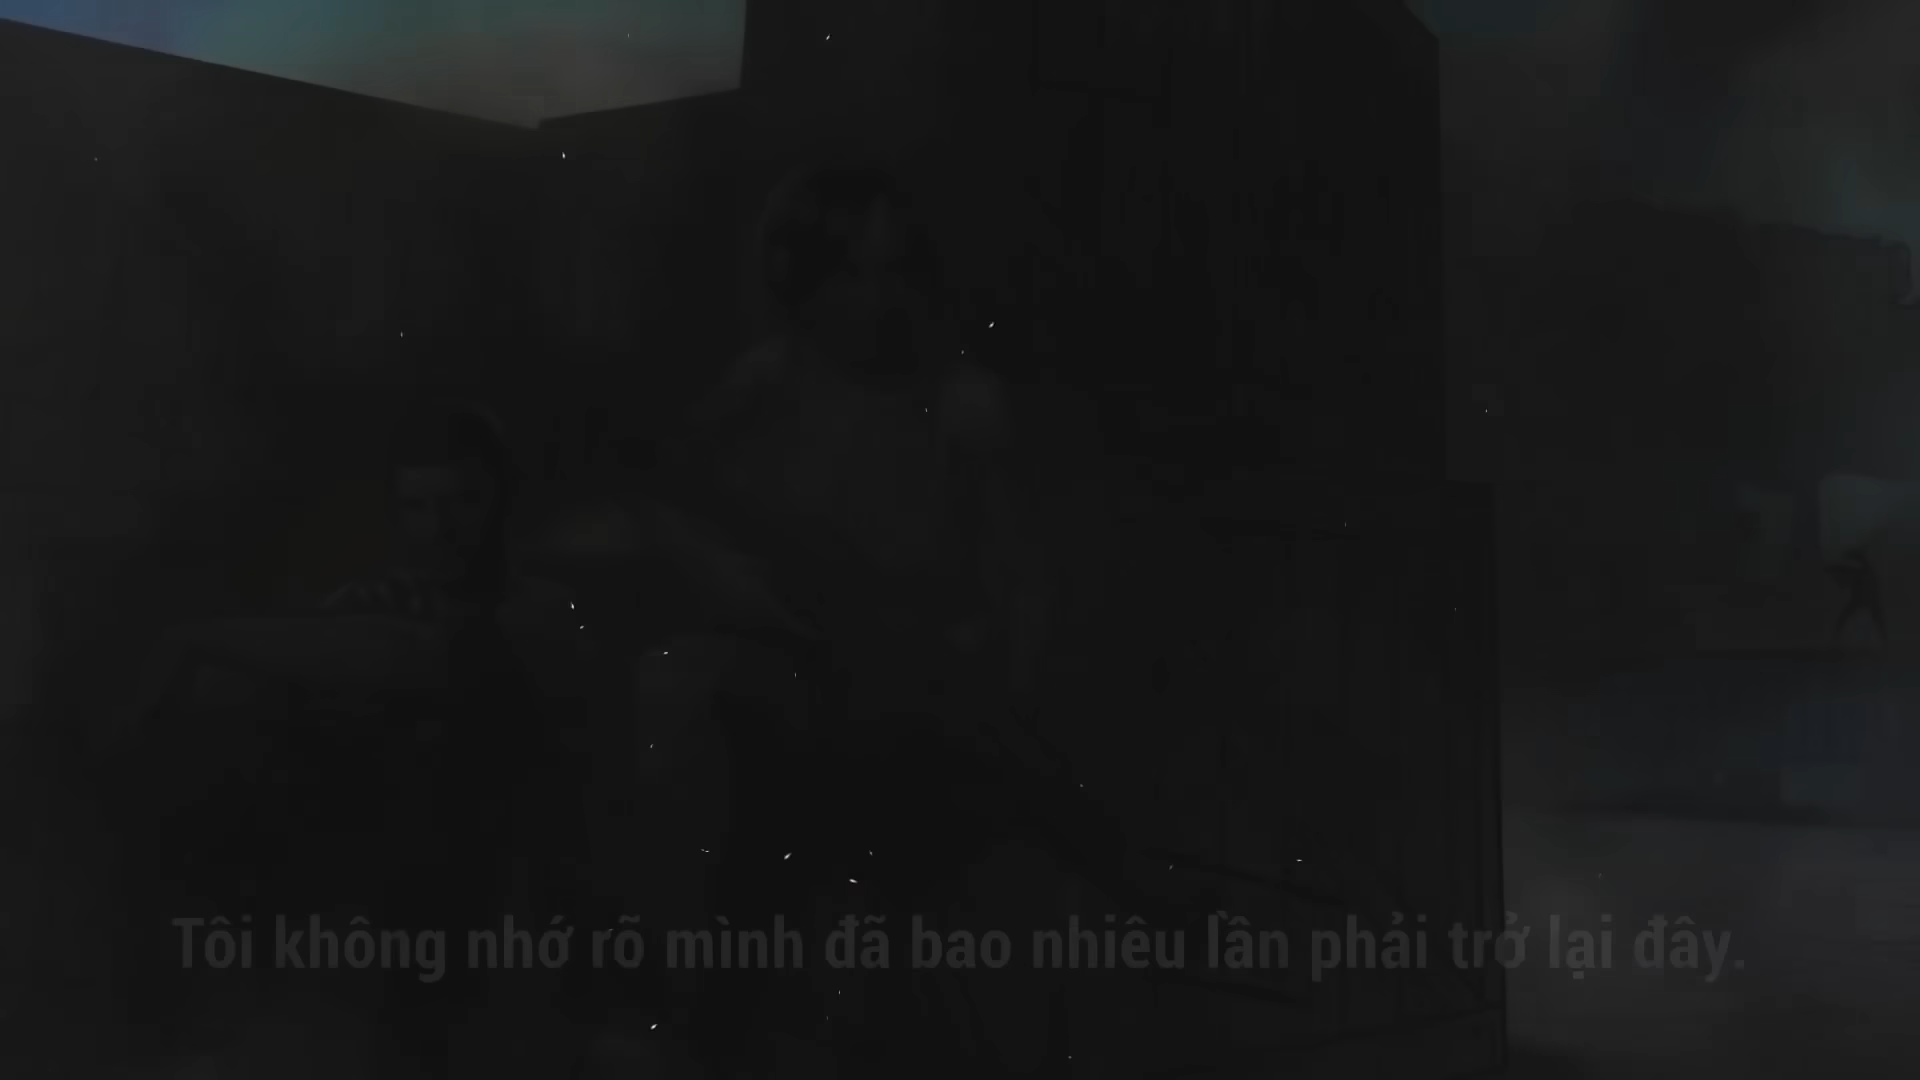 Tôi không nhớ rõ mình đã bao nhiêu lần phải trở lại đây.